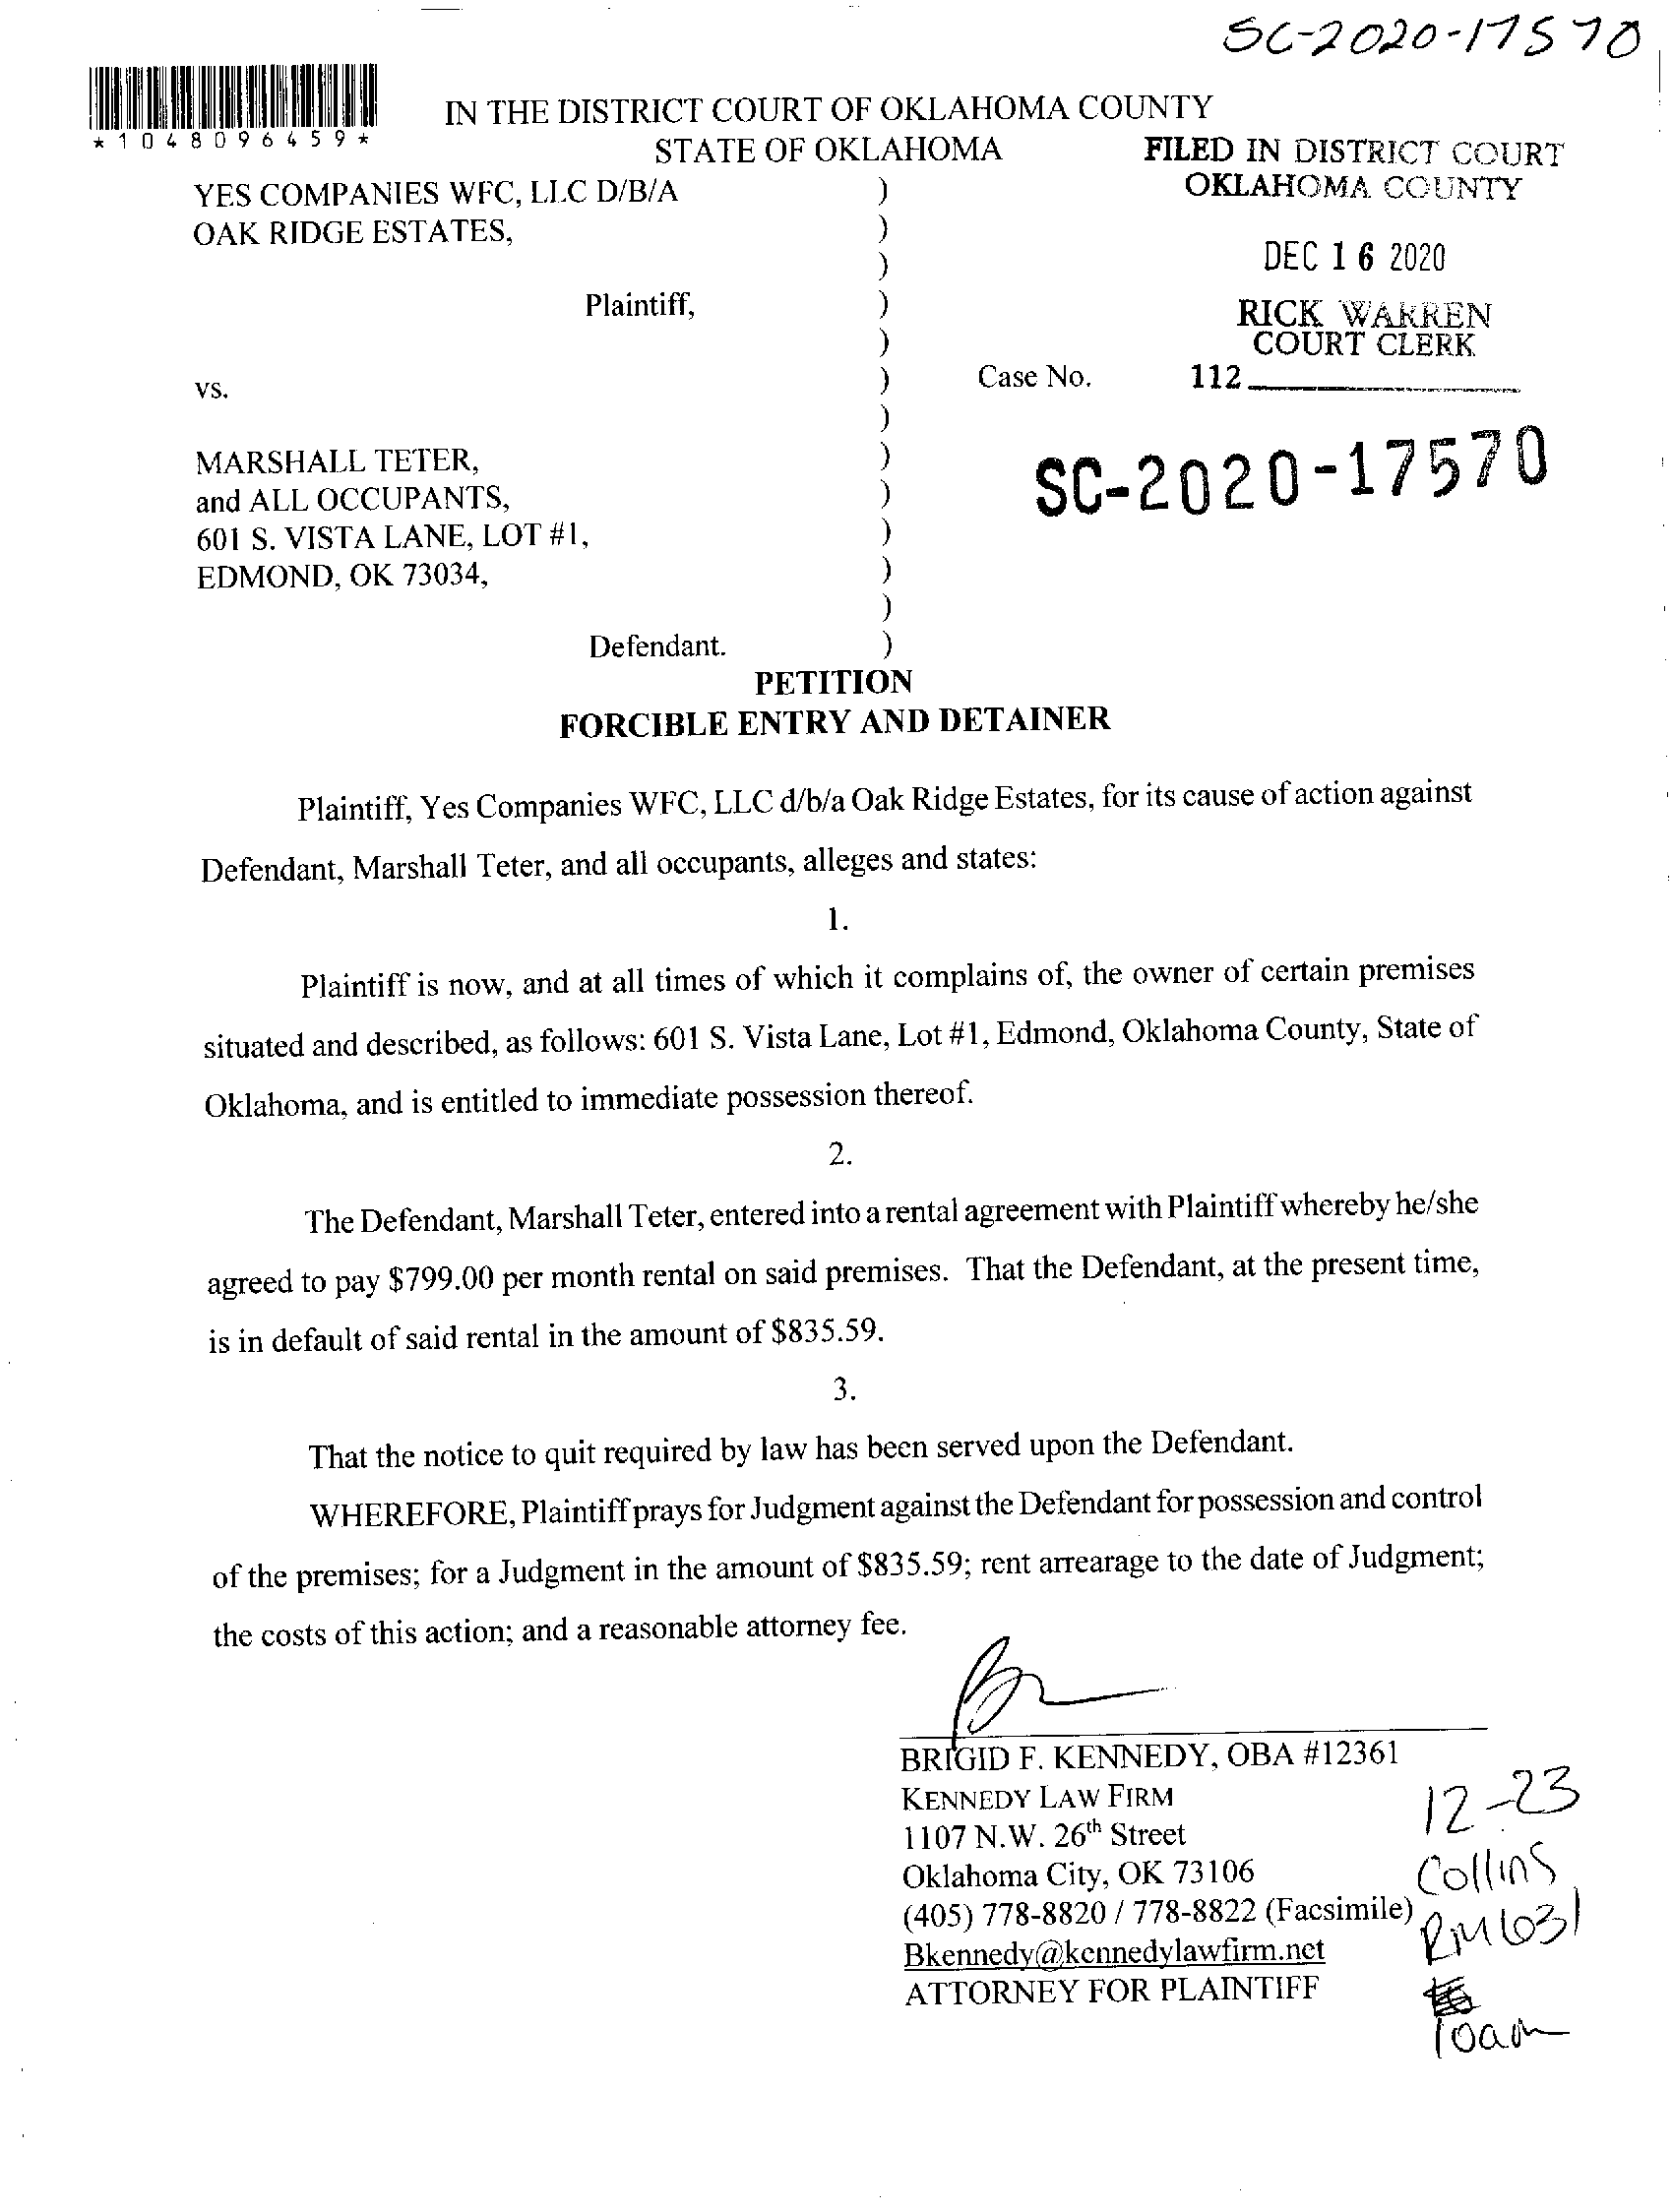 SC-2020-17570
*1048096459*
IN THE DISTRICT COURT OF OKLAHOMA COUNTY
STATE OF OKLAHOMA
FILED IN DISTRICT COURT
OKLAHOMA COUNTY
DEC 16 2020
RICK WARREN
COURT CLERK
112
YES COMPANIES WFC, LLC D/B/A )
OAK RIDGE ESTATES, )
)
Plaintiff, )
)
vs. ) Case No.
)
MARSHALL TETER, )
and ALL OCCUPANTS, ) SC-2020-17570
601 S. VISTA LANE, LOT #1, )
EDMOND, OK 73034, )
)
Defendant. )
PETITION
FORCIBLE ENTRY AND DETAINER
Plaintiff, Yes Companies WFC, LLC d/b/a Oak Ridge Estates, for its cause of action against
Defendant, Marshall Teter, and all occupants, alleges and states:
1.
Plaintiff is now, and at all times of which it complains of, the owner of certain premises
situated and described, as follows: 601 S. Vista Lane, Lot #1, Edmond, Oklahoma County, State of
Oklahoma, and is entitled to immediate possession thereof.
2.
The Defendant, Marshall Teter, entered into a rental agreement with Plaintiff whereby he/she
agreed to pay $799.00 per month rental on said premises. That the Defendant, at the present time,
is in default of said rental in the amount of $835.59.
3.
That the notice to quit required by law has been served upon the Defendant.
WHEREFORE, Plaintiff prays for Judgment against the Defendant for possession and control
of the premises; for a Judgment in the amount of $835.59; rent arrearage to the date of Judgment;
the costs of this action; and a reasonable attorney fee.
BRIGID F. KENNEDY, OBA #12361
KENNEDY LAW FIRM
1107 N.W. 26th Street
Oklahoma City, OK 73106
(405) 778-8820 / 778-8822 (Facsimile)
Bkennedy@kennedylawfirm.net
ATTORNEY FOR PLAINTIFF
12-23
Collins
RM 631
10am